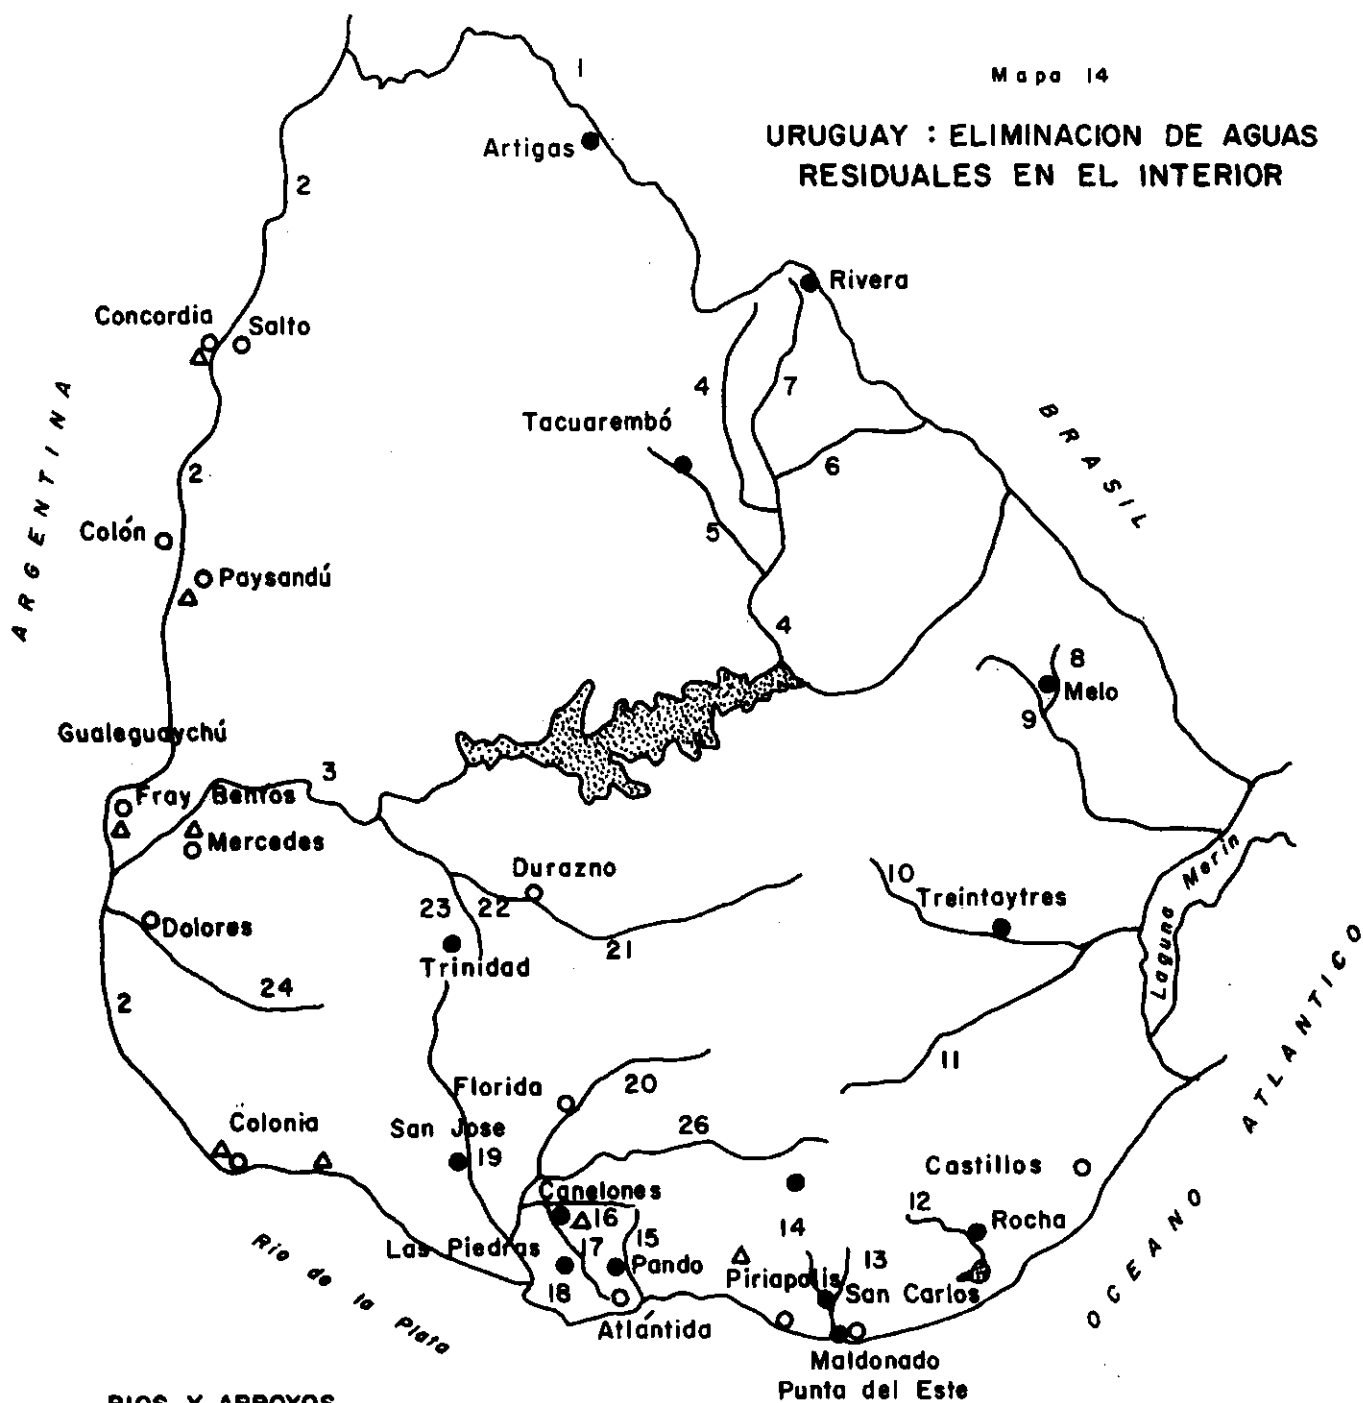 Mapa 14
URUGUAY : ELIMINACION DE AGUAS
RESIDUALES EN EL INTERIOR
1
Artigas
2
Rivera
Concordia
Salto
4
7
ARGENTINA
BRASIL
Tacuarembó
6
2
5
Colón
Paysandú
4
8
Melo
9
Gualeguaychú
3
Fray Bentos
Mercedes
Durazno
10
Treintaytres
Laguna Merin
23
22
Dolores
21
Trinidad
24
2
11
Florida
20
Colonia
San Jose
26
19
Castillos
OCEANO ATLANTICO
Canelones
12
16
Rocha
14
15
Las Piedras
17
13
Pando
Piriapolis
San Carlos
18
Rio de la Plata
Atlántida
Maldonado
Punta del Este
RIOS Y ARROYOS